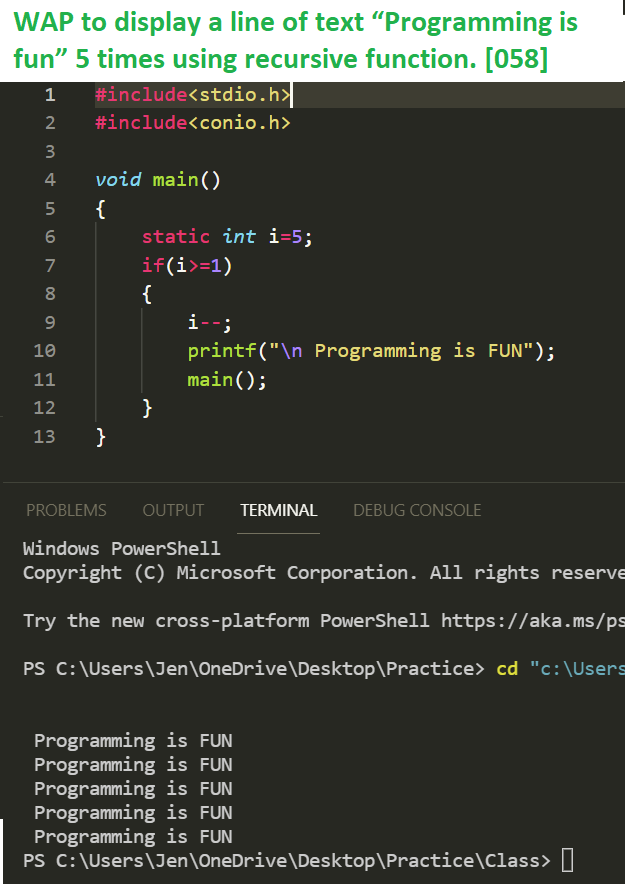 WAP to display a line of text “Programming is
fun” 5 times using recursive function. [058]
1 #include<stdio.h>
2 #include<conio.h>
3
4 void main()
5 {
6 static int i=5;
7 if(i>=1)
8 {
9 i--;
10 printf("\n Programming is FUN");
11 main();
12 }
13 }
PROBLEMS OUTPUT TERMINAL DEBUG CONSOLE
Windows PowerShell
Copyright (C) Microsoft Corporation. All rights reserve
Try the new cross-platform PowerShell https://aka.ms/ps
PS C:\Users\Jen\OneDrive\Desktop\Practice> cd "c:\Users
Programming is FUN
Programming is FUN
Programming is FUN
Programming is FUN
Programming is FUN
PS C:\Users\Jen\OneDrive\Desktop\Practice\Class>